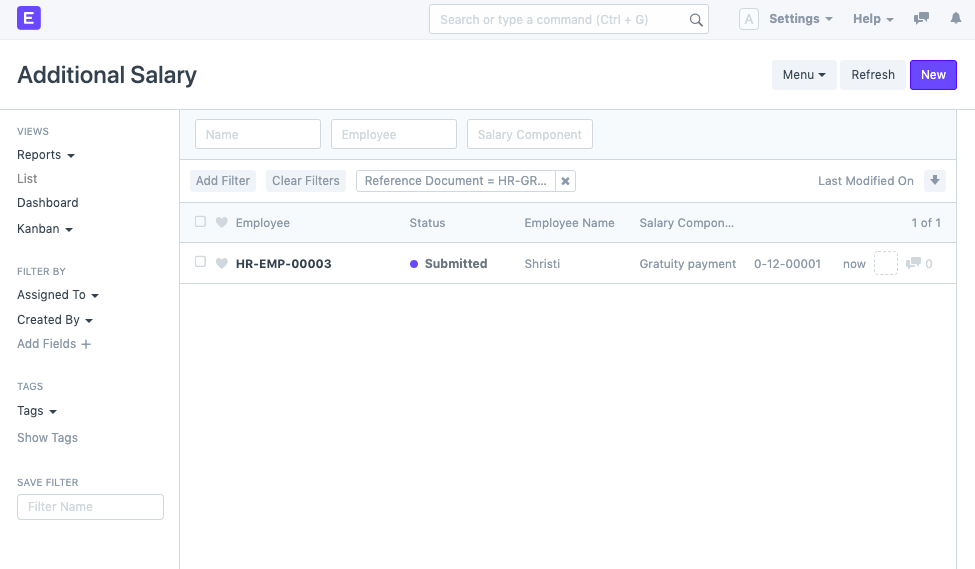 E
Search or type a command (Ctrl + G)
A
Settings
Help
Additional Salary
Menu
Refresh
New
VIEWS
Reports
List
Dashboard
Kanban
FILTER BY
Assigned To
Created By
Add Fields +
TAGS
Tags
Show Tags
SAVE FILTER
Filter Name
Name
Employee
Salary Component
Add Filter
Clear Filters
Reference Document = HR-GR...
Last Modified On
Employee Status Employee Name Salary Compon... 1 of 1
HR-EMP-00003 Submitted Shristi Gratuity payment 0-12-00001 now 0